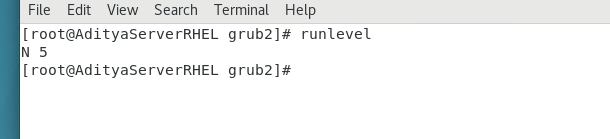 File Edit View Search Terminal Help
[root@AdityaServerRHEL grub2]# runlevel
N 5
[root@AdityaServerRHEL grub2]#